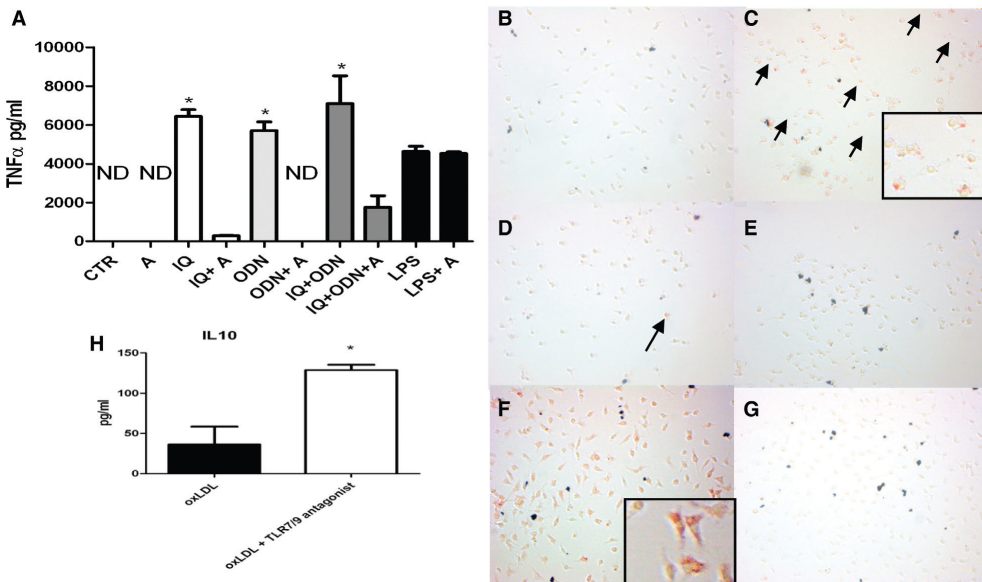 A
10000
8000
6000
4000
2000
0
TNFα pg/ml
ND
ND
*
*
ND
*
CTR
A
IQ
IQ+ A
ODN
ODN+ A
IQ+ODN
IQ+ODN+A
LPS
LPS+ A
H
IL10
150
100
50
0
pg/ml
*
oxLDL
oxLDL + TLR7/9 antagonist
B
C
D
E
F
G